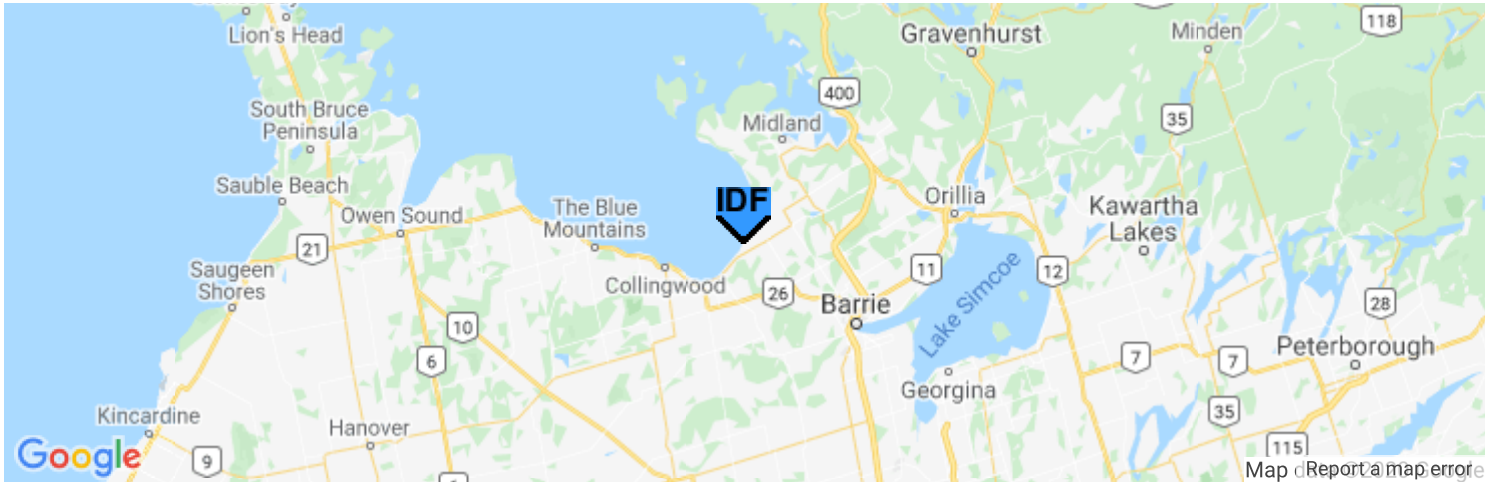 Lion's Head
Gravenhurst
Minden
118
400
South Bruce
Peninsula
Midland
35
Sauble Beach
IDF
Orillia
Kawartha
Lakes
The Blue
Mountains
Owen Sound
21
11
12
Saugeen
Shores
Collingwood
26
Lake Simcoe
Barrie
28
10
6
7
7
Peterborough
Georgina
35
Kincardine
Hanover
115
Google
9
Map
Report a map error